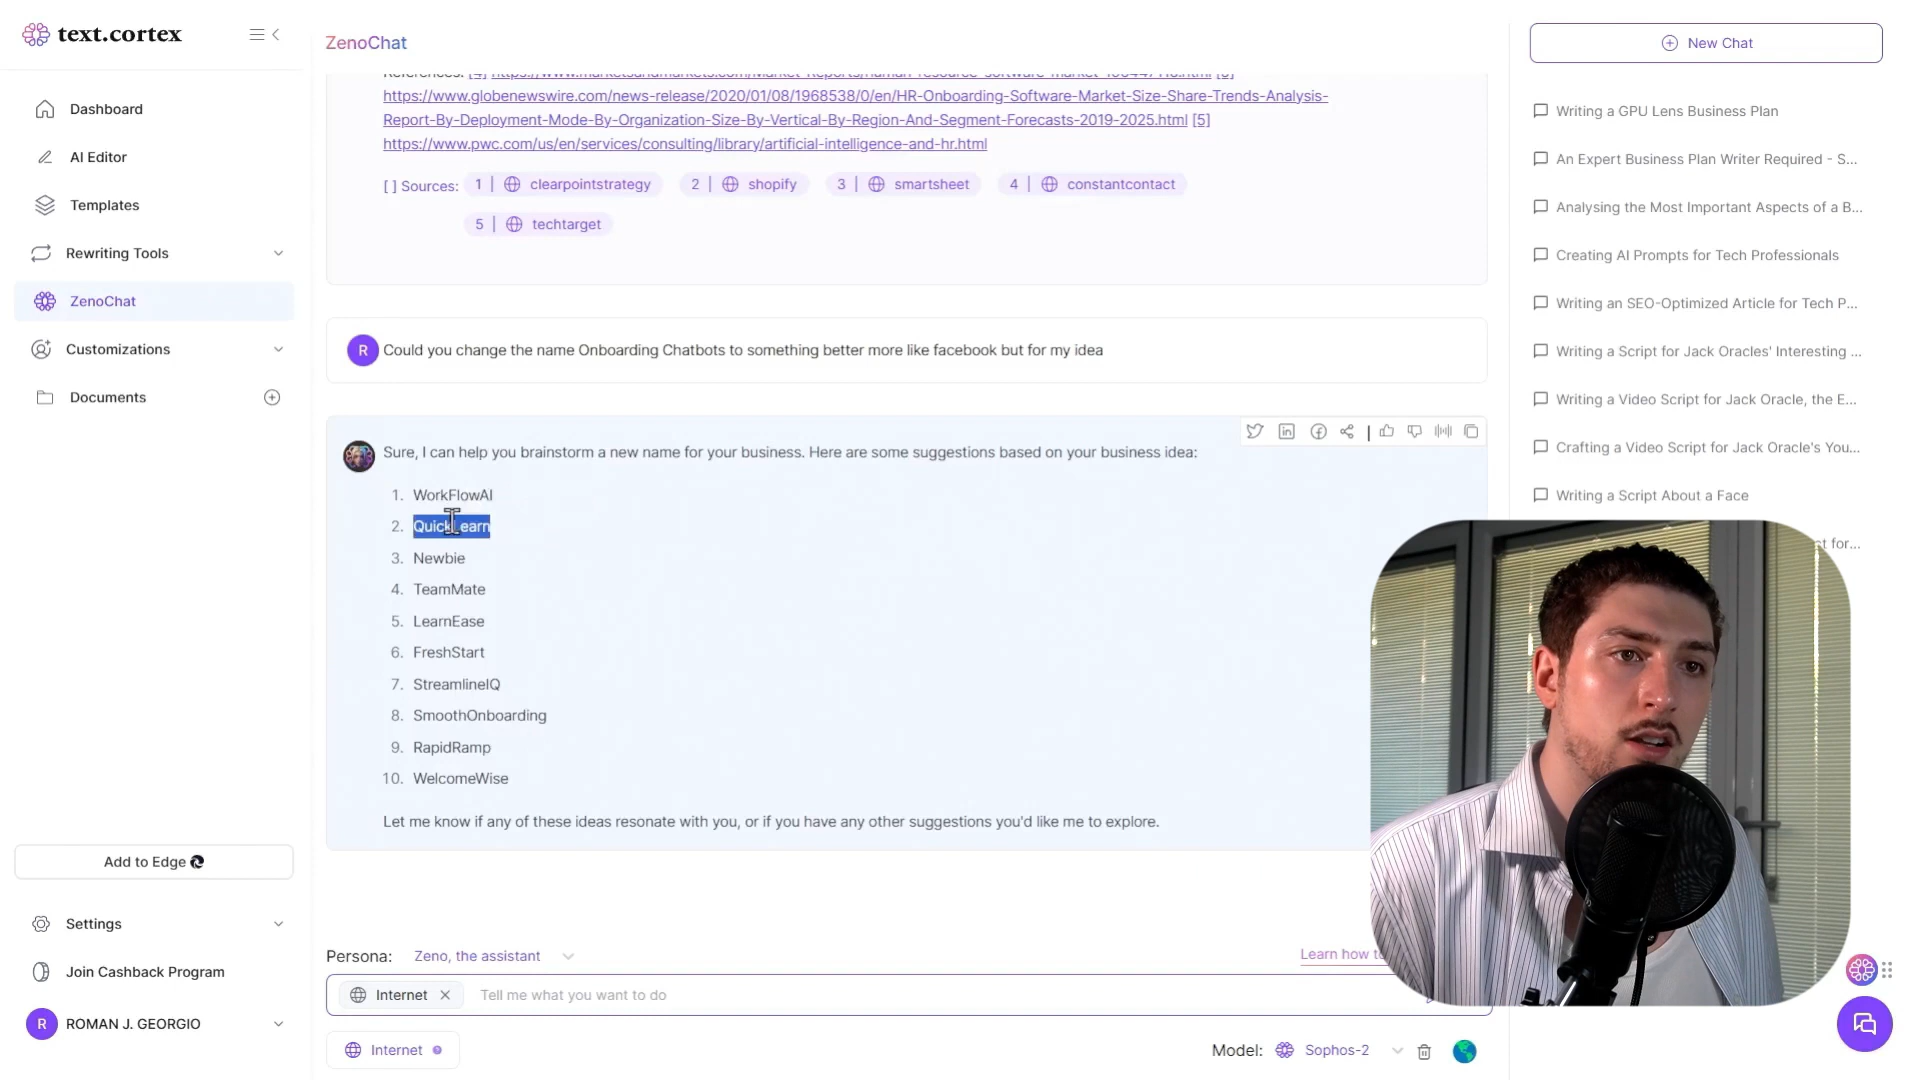 text.cortex
Dashboard
AI Editor
Templates
Rewriting Tools
ZenoChat
Customizations
Documents
Add to Edge
Settings
Join Cashback Program
R ROMAN J. GEORGIO
ZenoChat
https://www.globenewswire.com/news-release/2020/01/08/1968538/0/en/HR-Onboarding-Software-Market-Size-Share-Trends-Analysis-
Report-By-Deployment-Mode-By-Organization-Size-By-Vertical-By-Region-And-Segment-Forecasts-2019-2025.html [5]
https://www.pwc.com/us/en/services/consulting/library/artificial-intelligence-and-hr.html
[ ] Sources: 1 | clearpointstrategy 2 | shopify 3 | smartsheet 4 | constantcontact
5 | techtarget
R Could you change the name Onboarding Chatbots to something better more like facebook but for my idea
Sure, I can help you brainstorm a new name for your business. Here are some suggestions based on your business idea:
1. WorkFlowAI
2. QuickLearn
3. Newbie
4. TeamMate
5. LearnEase
6. FreshStart
7. StreamlineIQ
8. SmoothOnboarding
9. RapidRamp
10. WelcomeWise
Let me know if any of these ideas resonate with you, or if you have any other suggestions you'd like me to explore.
Persona: Zeno, the assistant
Learn how to
Internet Tell me what you want to do
Internet
Model: Sophos-2
New Chat
Writing a GPU Lens Business Plan
An Expert Business Plan Writer Required - S...
Analysing the Most Important Aspects of a B...
Creating AI Prompts for Tech Professionals
Writing an SEO-Optimized Article for Tech P...
Writing a Script for Jack Oracles' Interesting ...
Writing a Video Script for Jack Oracle, the E...
Crafting a Video Script for Jack Oracle's You...
Writing a Script About a Face
for...